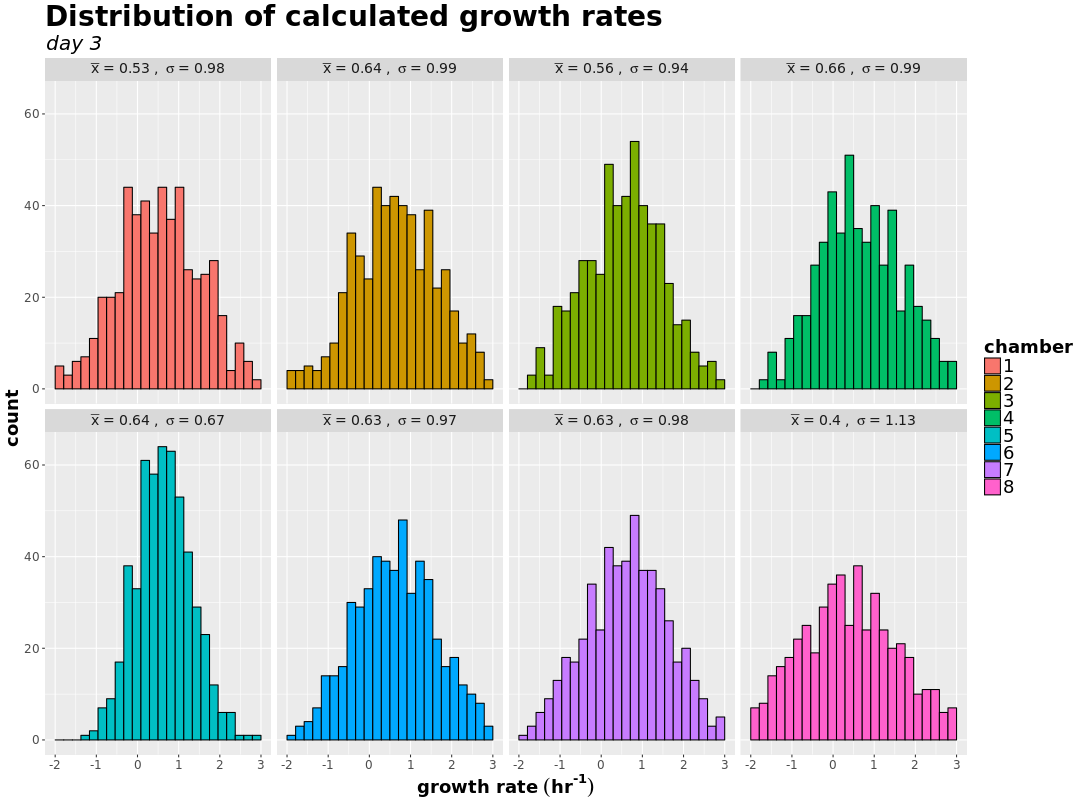 Distribution of calculated growth rates
day 3
x̅ = 0.53 , σ = 0.98
x̅ = 0.64 , σ = 0.99
x̅ = 0.56 , σ = 0.94
x̅ = 0.66 , σ = 0.99
60
40
20
0
x̅ = 0.64 , σ = 0.67
x̅ = 0.63 , σ = 0.97
x̅ = 0.63 , σ = 0.98
x̅ = 0.4 , σ = 1.13
60
40
20
0
-2 -1 0 1 2 3
-2 -1 0 1 2 3
-2 -1 0 1 2 3
-2 -1 0 1 2 3
growth rate (hr⁻¹)
count
chamber
1
2
3
4
5
6
7
8